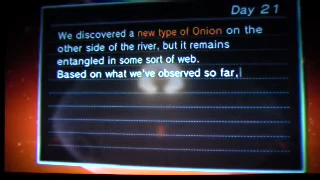 Day 21
We discovered a new type of Onion on the
other side of the river, but it remains
entangled in some sort of web.
Based on what we've observed so far,